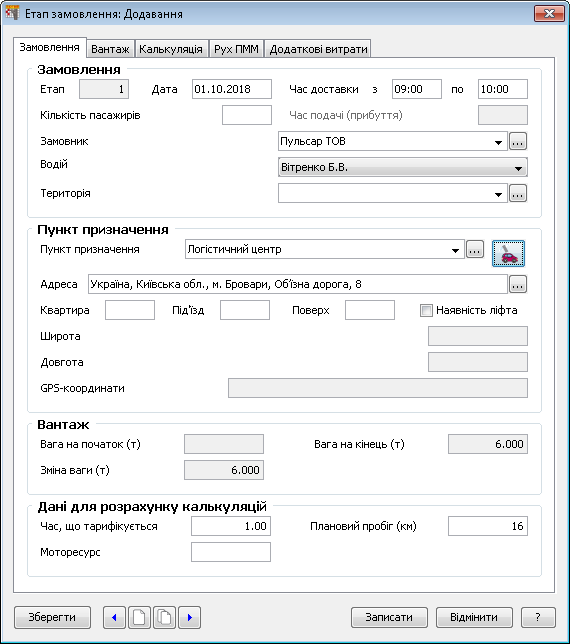 Етап замовлення: Додавання
Замовлення Вантаж Калькуляція Рух ПММ Додаткові витрати
Замовлення
Етап 1 Дата 01.10.2018 Час доставки з 09:00 по 10:00
Кількість пасажирів Час подачі (прибуття)
Замовник Пульсар ТОВ ...
Водій Вітренко Б.В.
Територія ...
Пункт призначення
Пункт призначення Логістичний центр ...
Адреса Україна, Київська обл., м. Бровари, Об'їзна дорога, 8 ...
Квартира Під'їзд Поверх Наявність ліфта
Широта
Довгота
GPS-координати
Вантаж
Вага на початок (т) Вага на кінець (т) 6.000
Зміна ваги (т) 6.000
Дані для розрахунку калькуляцій
Час, що тарифікується 1.00 Плановий пробіг (км) 16
Моторесурс
Зберегти Записати Відмінити ?